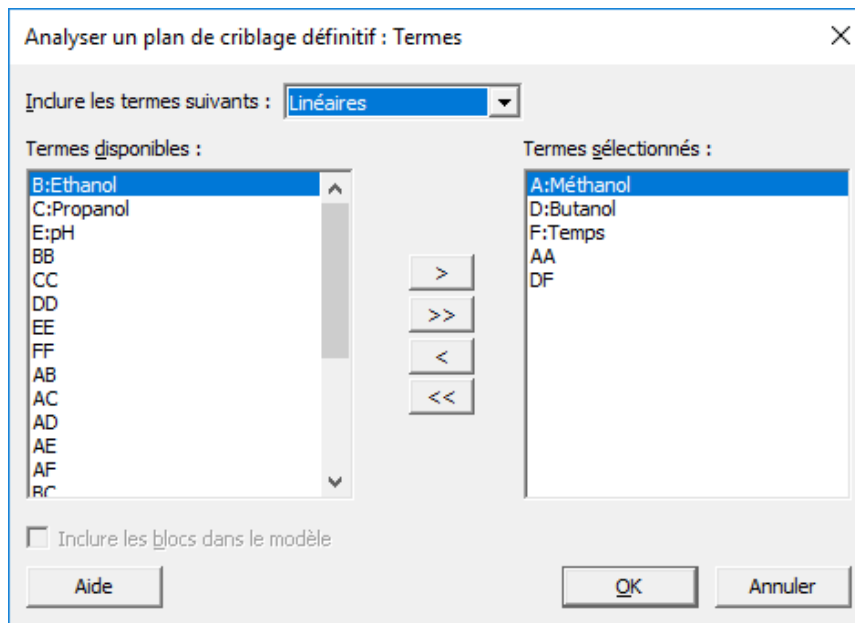 Analyser un plan de criblage définitif : Termes
Inclure les termes suivants : Linéaires
Termes disponibles :
B:Ethanol
C:Propanol
E:pH
BB
CC
DD
EE
FF
AB
AC
AD
AE
AF
BC
>
>>
<
<<
Termes sélectionnés :
A:Méthanol
D:Butanol
F:Temps
AA
DF
Inclure les blocs dans le modèle
Aide
OK
Annuler